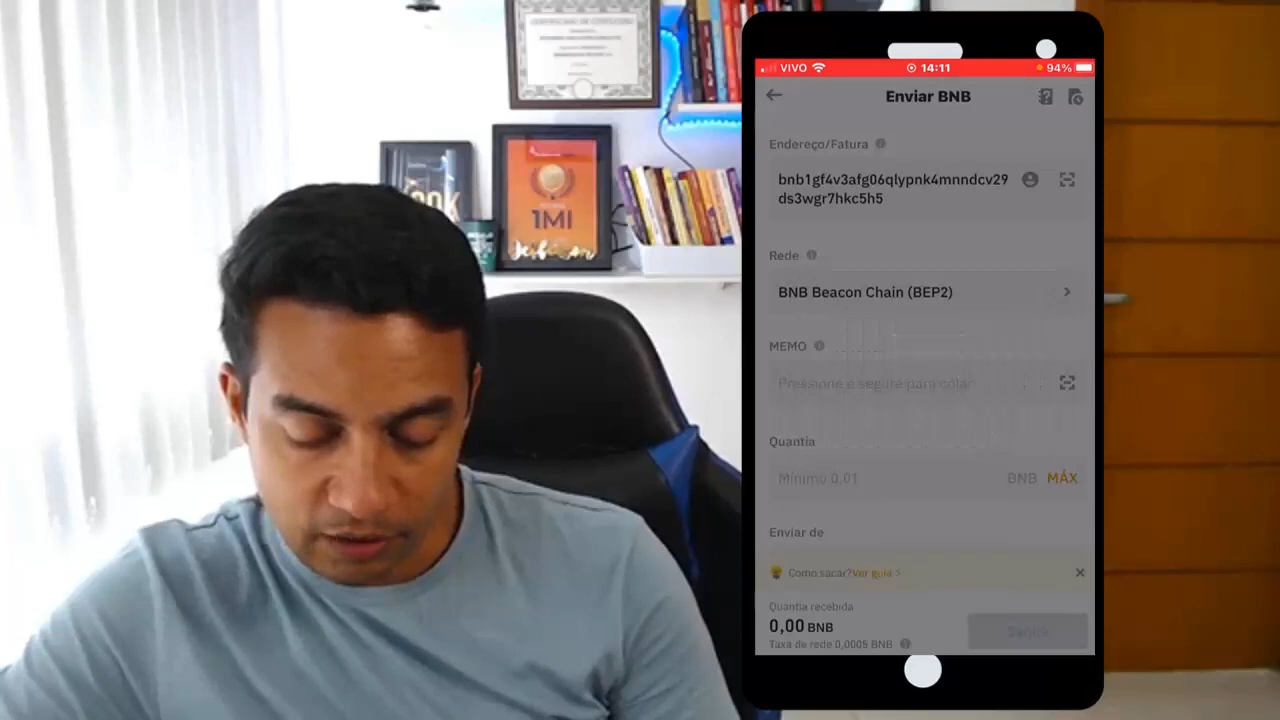 1MI
VIVO
14:11
94%
Enviar BNB
Endereço/Fatura
bnb1gf4v3afg06qlypnk4mnndcv29
ds3wgr7hkc5h5
Rede
BNB Beacon Chain (BEP2)
MEMO
Pressione e segure para colar
Quantia
Mínimo 0,01
BNB MÁX
Enviar de
Como sacar?Ver guia >
Quantia recebida
0,00 BNB
Taxa de rede 0,0005 BNB
Seguir